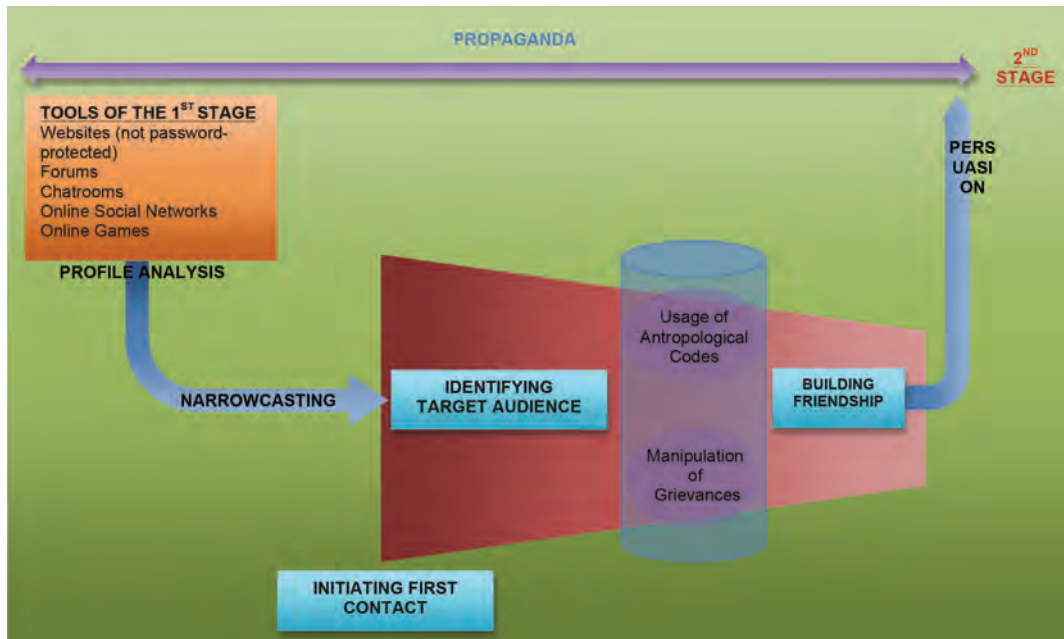 PROPAGANDA
2ND
STAGE
TOOLS OF THE 1ST STAGE
Websites (not password-
protected)
Forums
Chatrooms
Online Social Networks
Online Games
PROFILE ANALYSIS
PERS
UASI
ON
Usage of
Antropological
Codes
NARROWCASTING
IDENTIFYING
TARGET AUDIENCE
BUILDING
FRIENDSHIP
Manipulation
of
Grievances
INITIATING FIRST
CONTACT